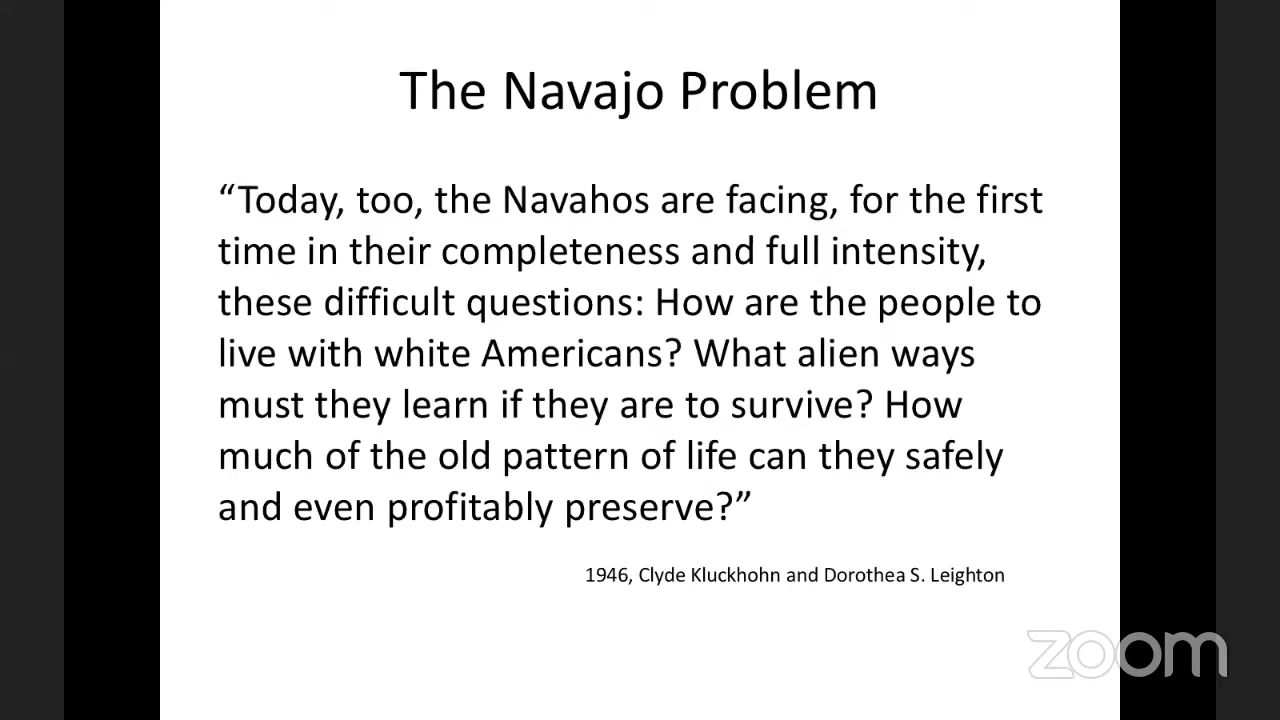 The Navajo Problem
“Today, too, the Navahos are facing, for the first
time in their completeness and full intensity,
these difficult questions: How are the people to
live with white Americans? What alien ways
must they learn if they are to survive? How
much of the old pattern of life can they safely
and even profitably preserve?”
1946, Clyde Kluckhohn and Dorothea S. Leighton
zoom